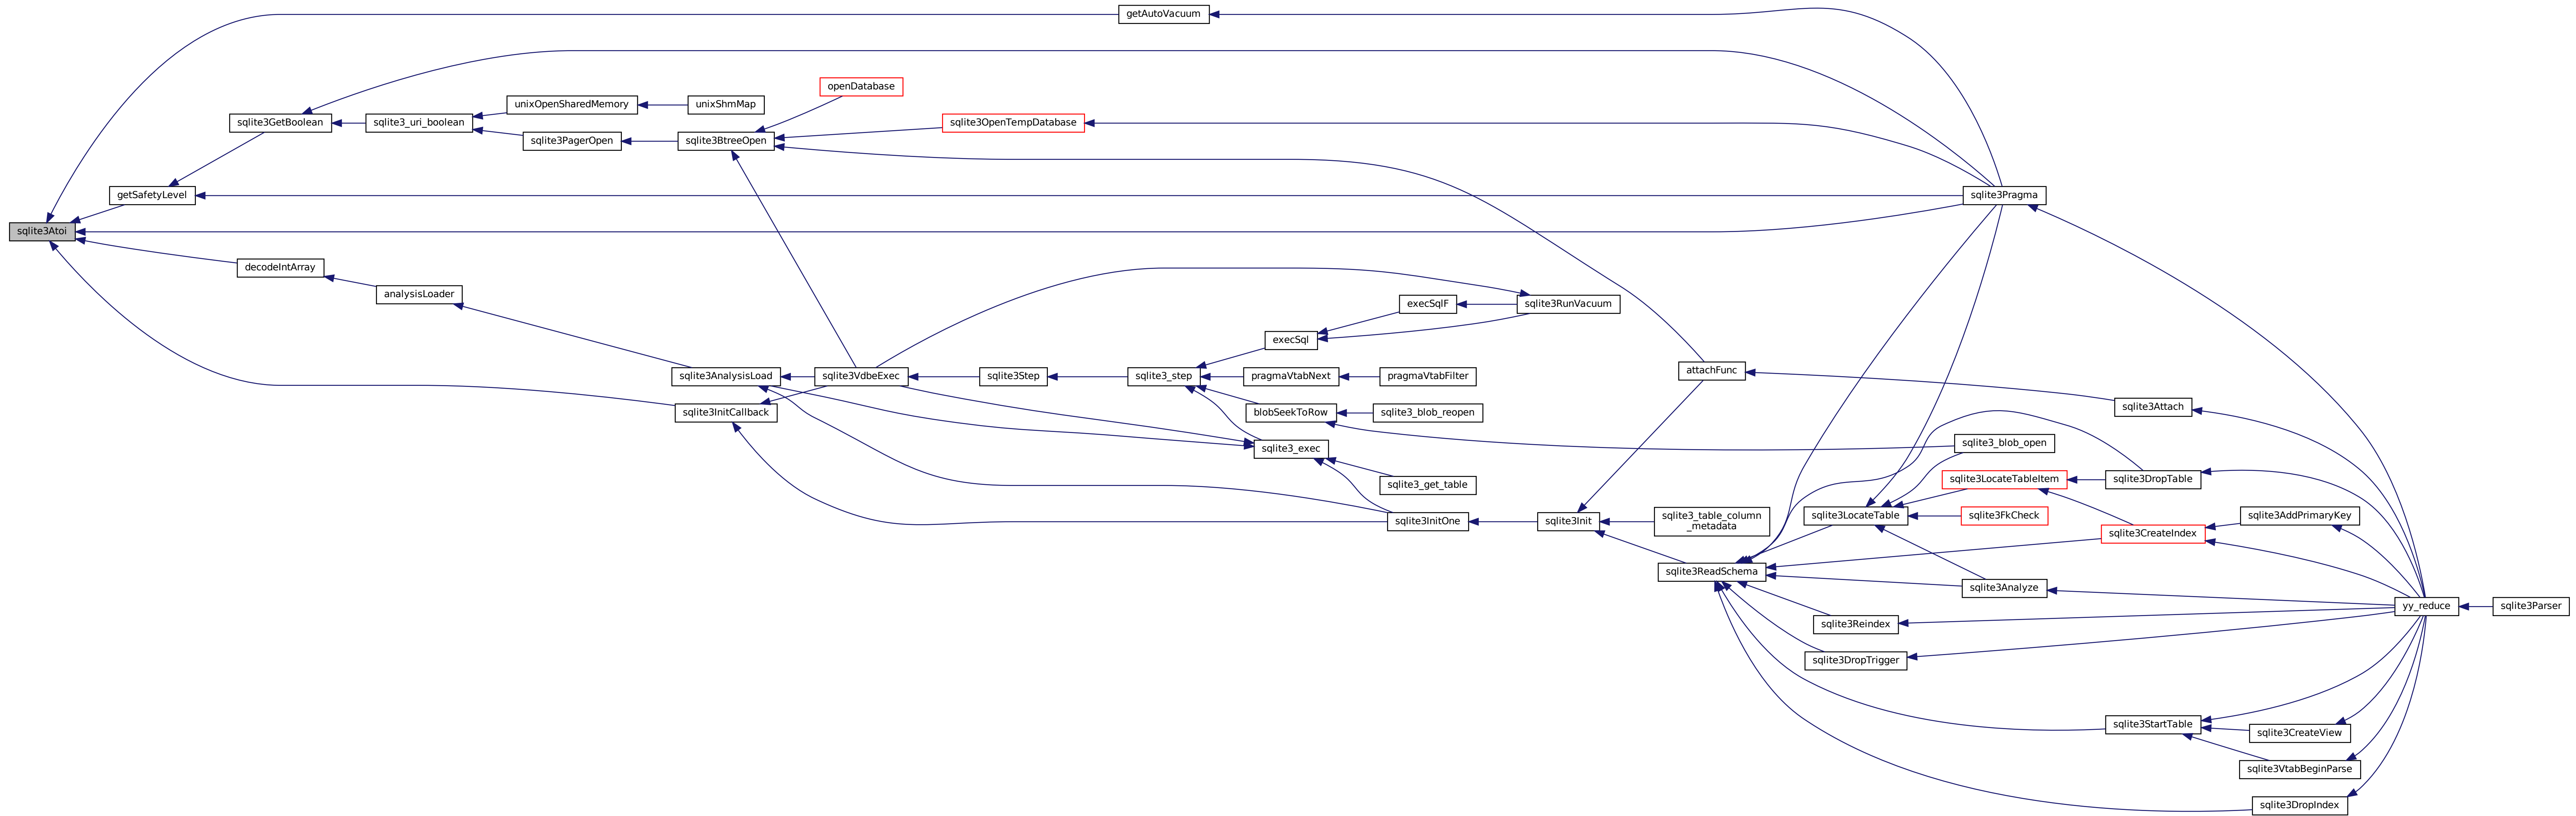 getAutoVacuum
openDatabase
unixOpenSharedMemory
unixShmMap
sqlite3GetBoolean
sqlite3_uri_boolean
sqlite3OpenTempDatabase
sqlite3PagerOpen
sqlite3BtreeOpen
getSafetyLevel
sqlite3Pragma
sqlite3Atoi
decodeIntArray
analysisLoader
execSqlF
sqlite3RunVacuum
execSql
attachFunc
sqlite3AnalysisLoad
sqlite3VdbeExec
sqlite3Step
sqlite3_step
pragmaVtabNext
pragmaVtabFilter
sqlite3Attach
sqlite3InitCallback
blobSeekToRow
sqlite3_blob_reopen
sqlite3_blob_open
sqlite3_exec
sqlite3LocateTableItem
sqlite3DropTable
sqlite3_get_table
sqlite3LocateTable
sqlite3FkCheck
sqlite3AddPrimaryKey
sqlite3InitOne
sqlite3Init
sqlite3_table_column
_metadata
sqlite3CreateIndex
sqlite3ReadSchema
sqlite3Analyze
yy_reduce
sqlite3Parser
sqlite3Reindex
sqlite3DropTrigger
sqlite3StartTable
sqlite3CreateView
sqlite3VtabBeginParse
sqlite3DropIndex